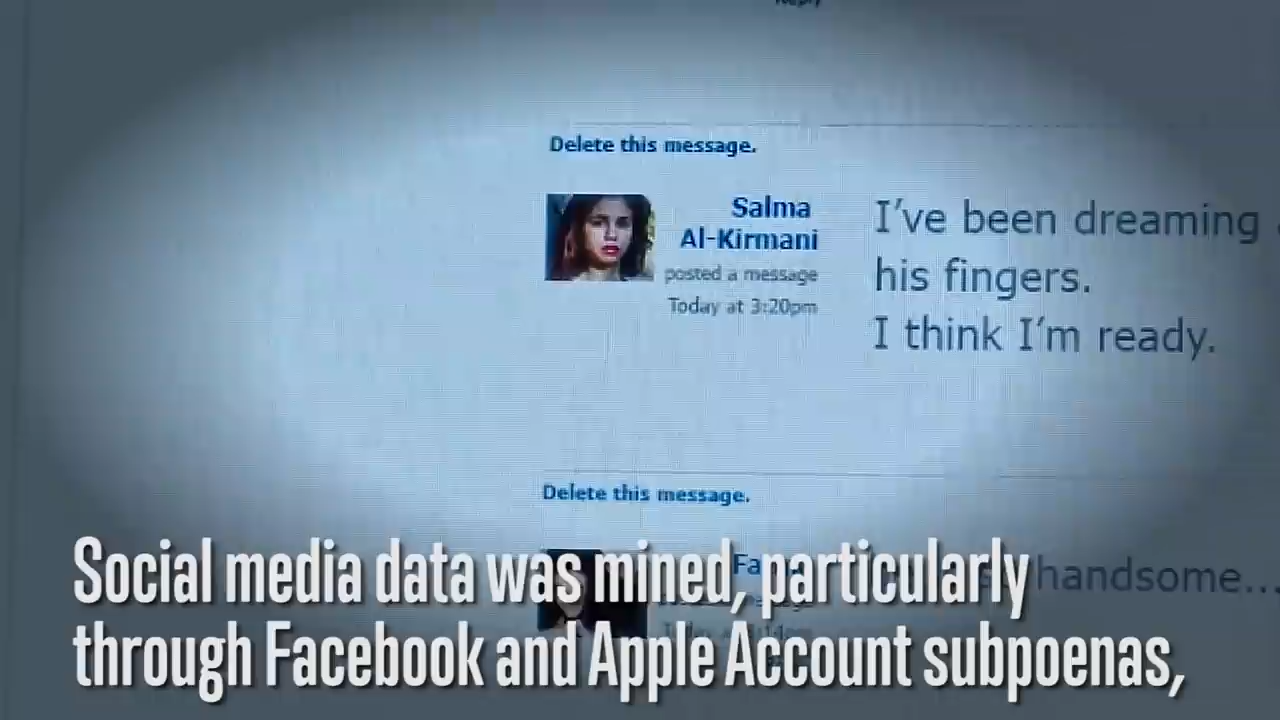 Reply
Delete this message.
Salma
Al-Kirmani
posted a message
Today at 3:20pm
I've been dreaming
his fingers.
I think I'm ready.
Delete this message.
handsome...
Social media data was mined, particularly
through Facebook and Apple Account subpoenas,